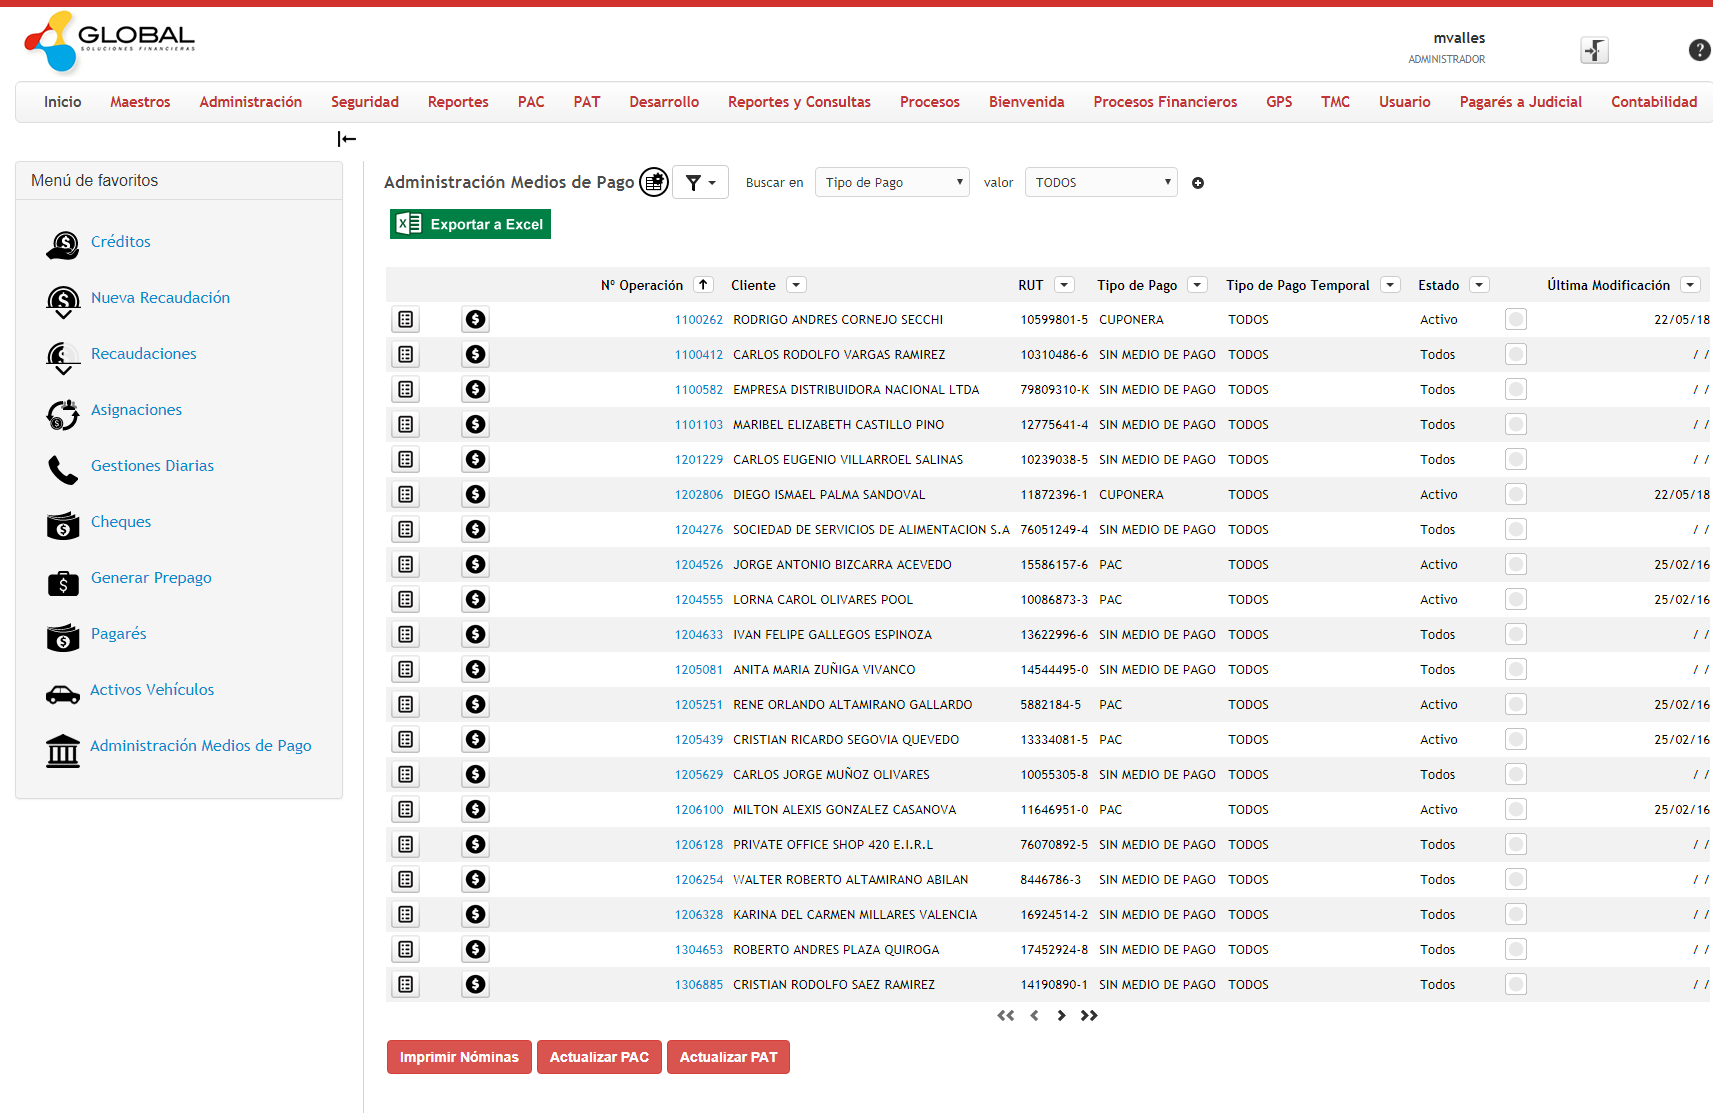 GLOBAL
SOLUCIONES FINANCIERAS
mvalles
ADMINISTRADOR
Inicio Maestros Administración Seguridad Reportes PAC PAT Desarrollo Reportes y Consultas Procesos Bienvenida Procesos Financieros GPS TMC Usuario Pagarés a Judicial Contabilidad
Menú de favoritos
Créditos
Nueva Recaudación
Recaudaciones
Asignaciones
Gestiones Diarias
Cheques
Generar Prepago
Pagarés
Activos Vehículos
Administración Medios de Pago
Administración Medios de Pago Buscar en Tipo de Pago valor TODOS
Exportar a Excel
Nº Operación Cliente RUT Tipo de Pago Tipo de Pago Temporal Estado Última Modificación
1100262 RODRIGO ANDRES CORNEJO SECCHI 10599801-5 CUPONERA TODOS Activo 22/05/18
1100412 CARLOS RODOLFO VARGAS RAMIREZ 10310486-6 SIN MEDIO DE PAGO TODOS Todos / /
1100582 EMPRESA DISTRIBUIDORA NACIONAL LTDA 79809310-K SIN MEDIO DE PAGO TODOS Todos / /
1101103 MARIBEL ELIZABETH CASTILLO PINO 12775641-4 SIN MEDIO DE PAGO TODOS Todos / /
1201229 CARLOS EUGENIO VILLARROEL SALINAS 10239038-5 SIN MEDIO DE PAGO TODOS Todos / /
1202806 DIEGO ISMAEL PALMA SANDOVAL 11872396-1 CUPONERA TODOS Activo 22/05/18
1204276 SOCIEDAD DE SERVICIOS DE ALIMENTACION S.A 76051249-4 SIN MEDIO DE PAGO TODOS Todos / /
1204526 JORGE ANTONIO BIZCARRA ACEVEDO 15586157-6 PAC TODOS Activo 25/02/16
1204555 LORNA CAROL OLIVARES POOL 10086873-3 PAC TODOS Activo 25/02/16
1204633 IVAN FELIPE GALLEGOS ESPINOZA 13622996-6 SIN MEDIO DE PAGO TODOS Todos / /
1205081 ANITA MARIA ZUÑIGA VIVANCO 14544495-0 SIN MEDIO DE PAGO TODOS Todos / /
1205251 RENE ORLANDO ALTAMIRANO GALLARDO 5882184-5 PAC TODOS Activo 25/02/16
1205439 CRISTIAN RICARDO SEGOVIA QUEVEDO 13334081-5 PAC TODOS Activo 25/02/16
1205629 CARLOS JORGE MUÑOZ OLIVARES 10055305-8 SIN MEDIO DE PAGO TODOS Todos / /
1206100 MILTON ALEXIS GONZALEZ CASANOVA 11646951-0 PAC TODOS Activo 25/02/16
1206128 PRIVATE OFFICE SHOP 420 E.I.R.L 76070892-5 SIN MEDIO DE PAGO TODOS Todos / /
1206254 WALTER ROBERTO ALTAMIRANO ABILAN 8446786-3 SIN MEDIO DE PAGO TODOS Todos / /
1206328 KARINA DEL CARMEN MILLARES VALENCIA 16924514-2 SIN MEDIO DE PAGO TODOS Todos / /
1304653 ROBERTO ANDRES PLAZA QUIROGA 17452924-8 SIN MEDIO DE PAGO TODOS Todos / /
1306885 CRISTIAN RODOLFO SAEZ RAMIREZ 14190890-1 SIN MEDIO DE PAGO TODOS Todos / /
Imprimir Nóminas Actualizar PAC Actualizar PAT